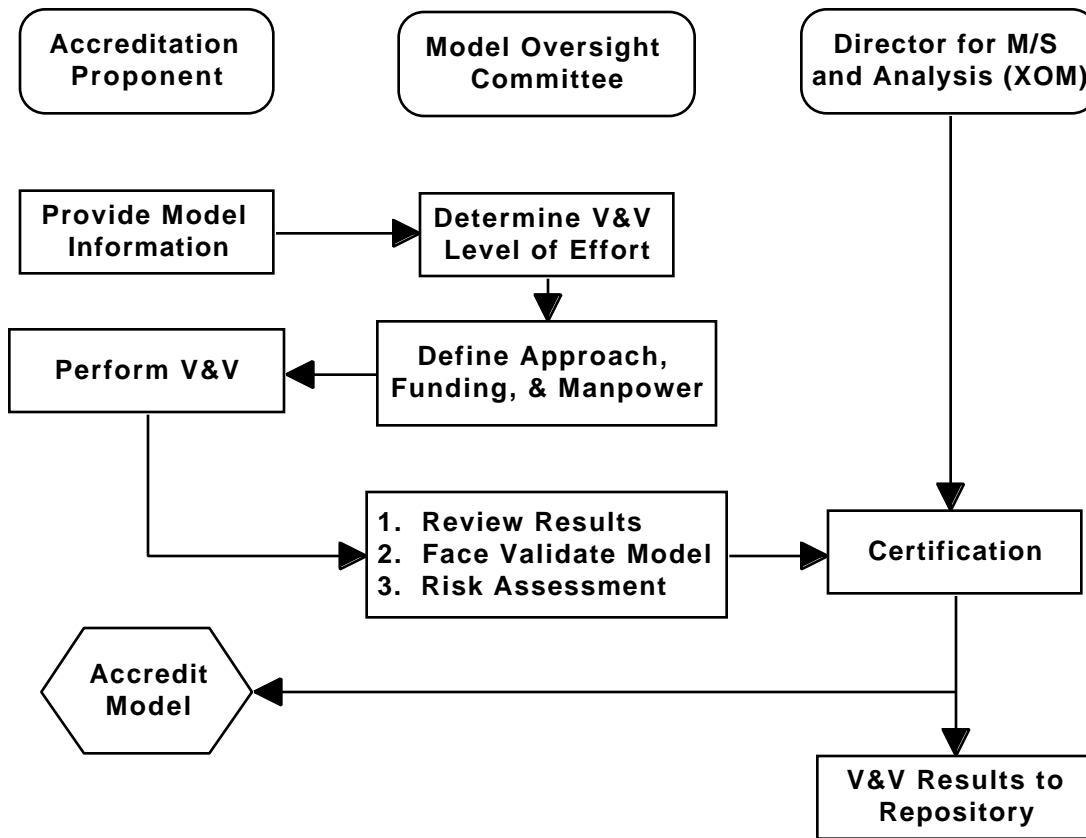 Accreditation
Proponent
Model Oversight
Committee
Director for M/S
and Analysis (XOM)
Provide Model
Information
Determine V&V
Level of Effort
Perform V&V
Define Approach,
Funding, & Manpower
1. Review Results
2. Face Validate Model
3. Risk Assessment
Certification
Accredit
Model
V&V Results to
Repository